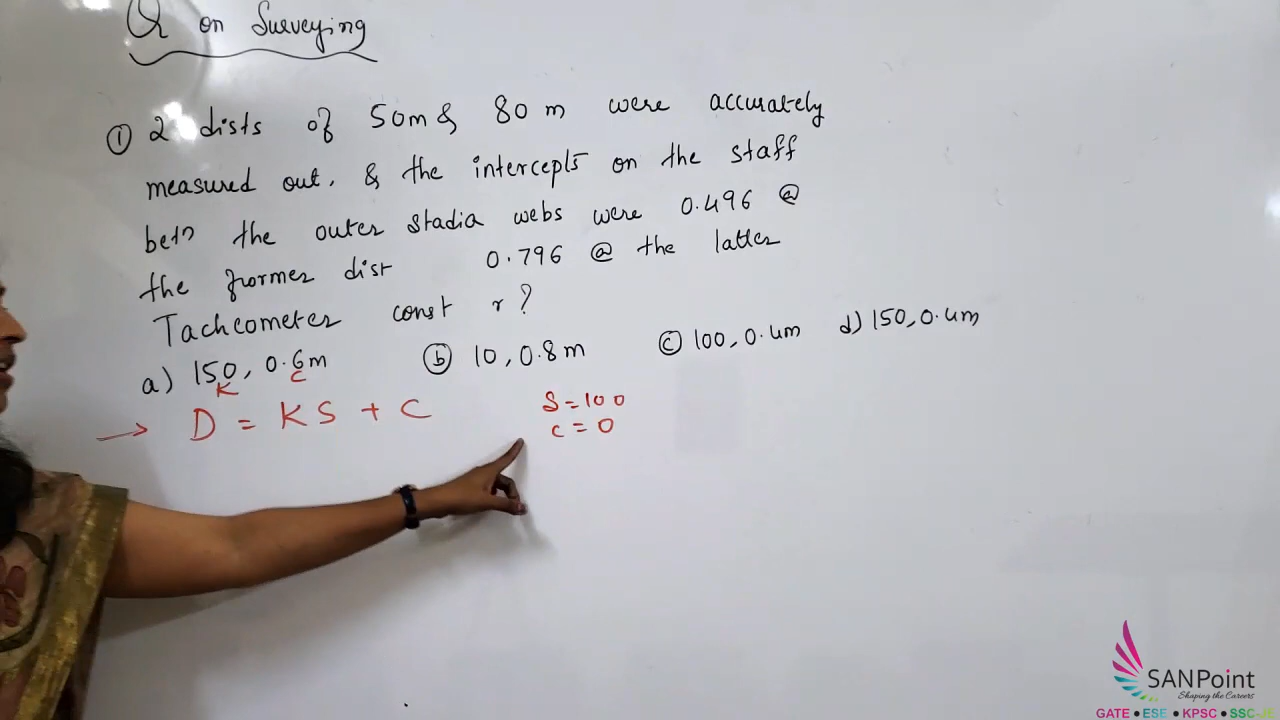 Q on Surveying
① 2 dists of 50m & 80 m were accurately
measured out, & the intercepts on the staff
betn the outer stadia webs were 0.496 @
the former dist 0.796 @ the latter
Tacheometer const r?
a) 150, 0.6m ⓑ 10, 0.8m ⓒ 100, 0.4m d) 150, 0.4m
K C
→ D = KS + C
S = 100
C = 0
SANPoint
Shaping the Careers
GATE ● ESE ● KPSC ● SSC-JE